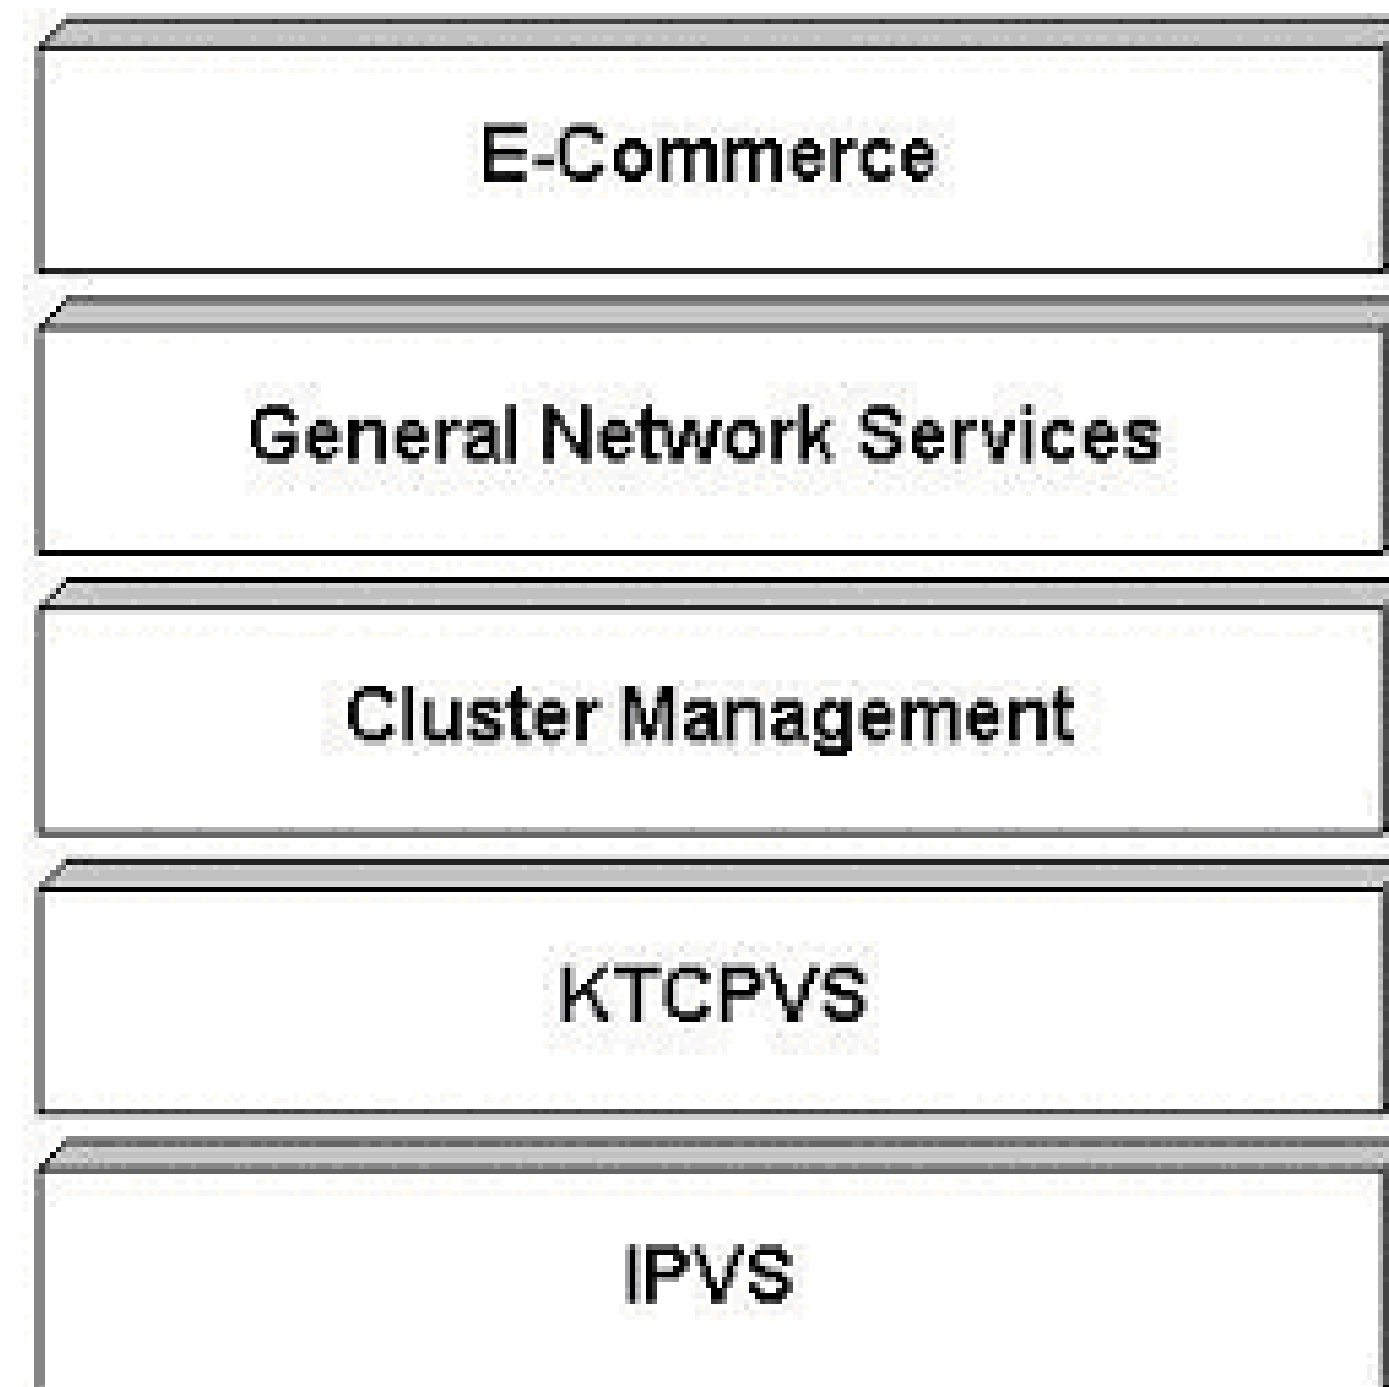 E-Commerce
General Network Services
Cluster Management
KTCPVS
IPVS